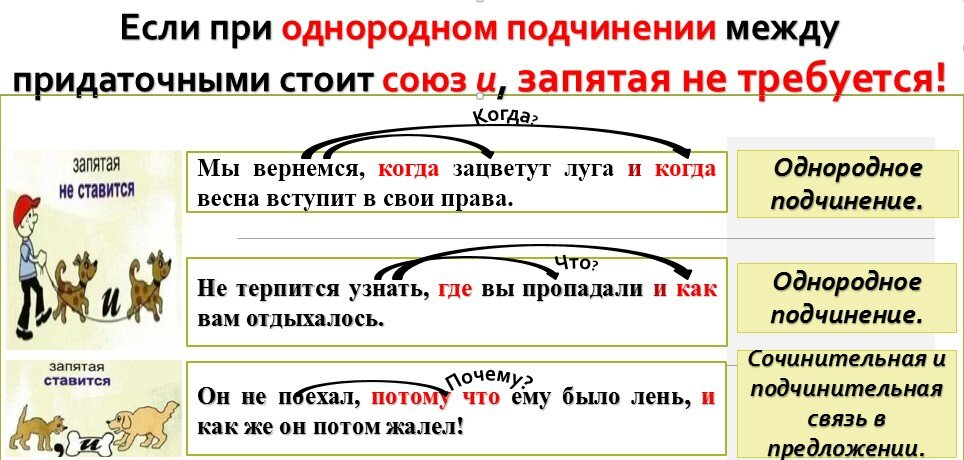 Если при однородном подчинении между
придаточными стоит союз и, запятая не требуется!
Когда?
запятая
не ставится
и
Мы вернемся, когда зацветут луга и когда
весна вступит в свои права.
Однородное
подчинение.
Что?
Не терпится узнать, где вы пропадали и как
вам отдыхалось.
Однородное
подчинение.
запятая
ставится
, и
Почему?
Он не поехал, потому что ему было лень, и
как же он потом жалел!
Сочинительная и
подчинительная
связь в
предложении.